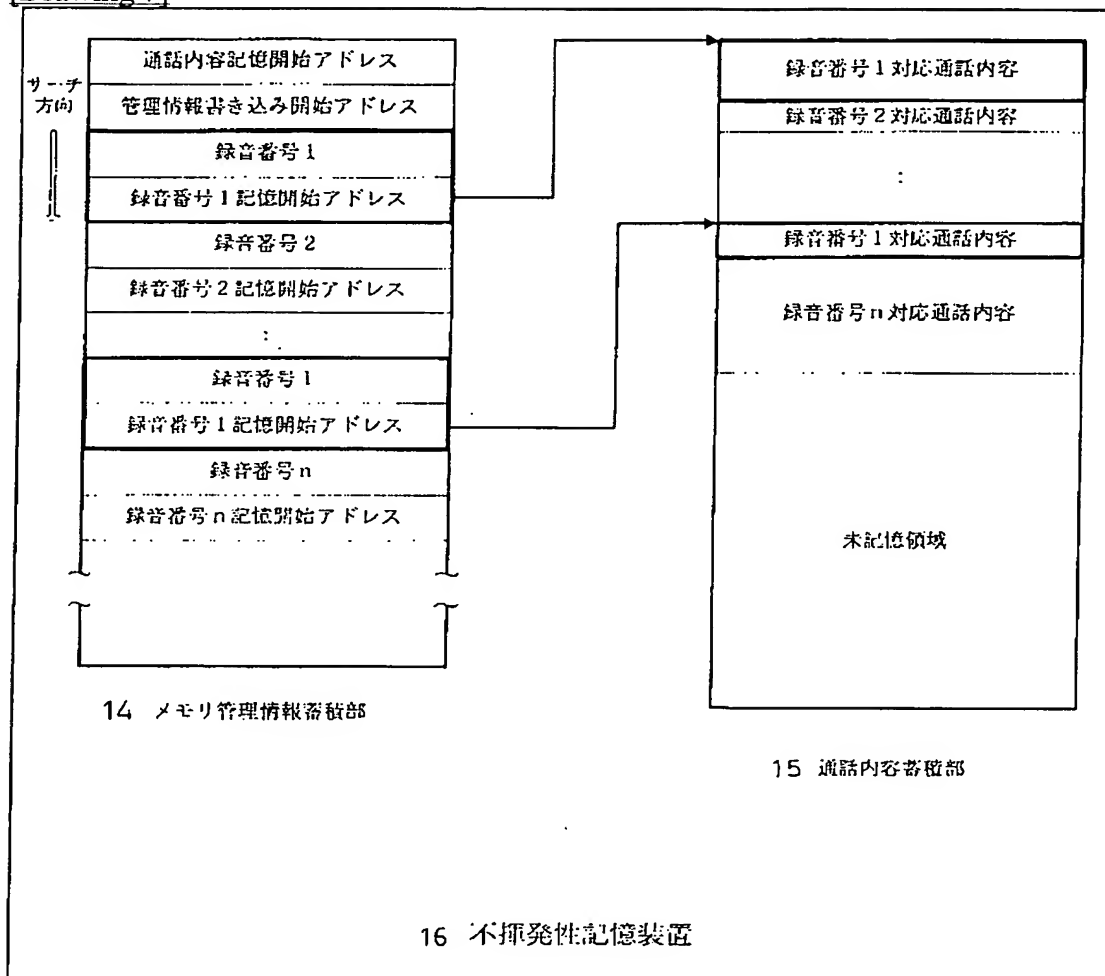 通話内容記憶開始アドレス
サーチ
方向
管理情報書き込み開始アドレス
録音番号1
録音番号1記憶開始アドレス
録音番号2
録音番号2記憶開始アドレス
:
録音番号1
録音番号1記憶開始アドレス
録音番号n
録音番号n記憶開始アドレス
14 メモリ管理情報蓄積部
録音番号1対応通話内容
録音番号2対応通話内容
:
録音番号1対応通話内容
録音番号n対応通話内容
未記憶領域
15 通話内容蓄積部
16 不揮発性記憶装置